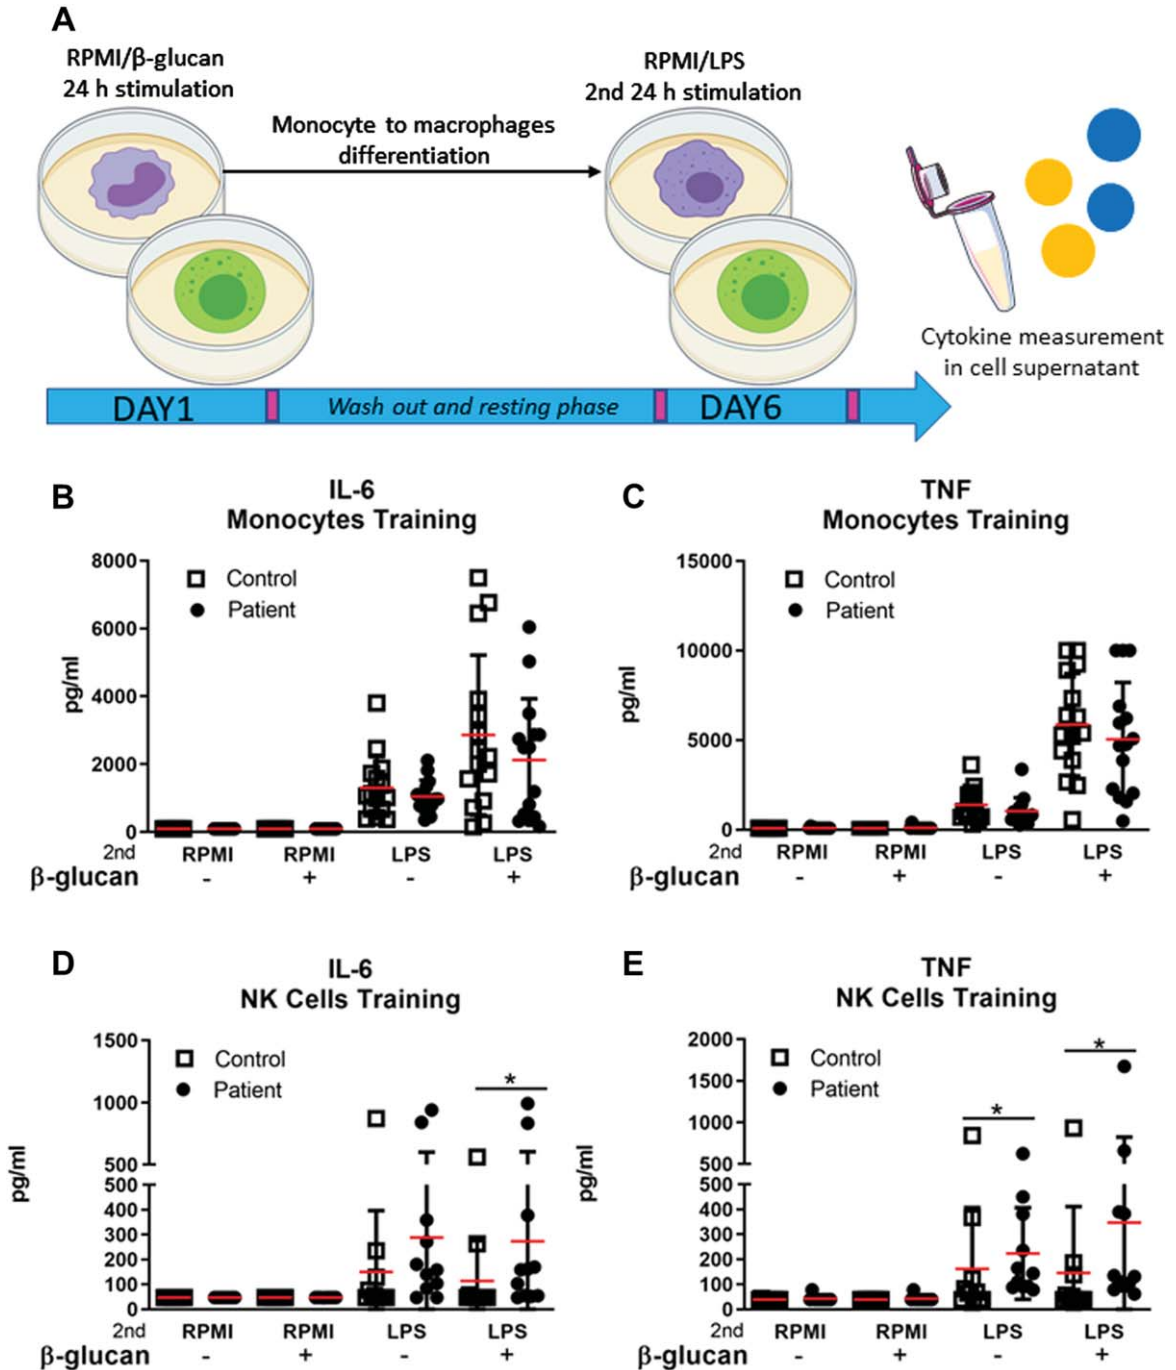 A
RPMI/β-glucan
24 h stimulation
RPMI/LPS
2nd 24 h stimulation
Monocyte to macrophages
differentiation
Cytokine measurement
in cell supernatant
DAY1
Wash out and resting phase
DAY6
B
IL-6
Monocytes Training
8000
6000
4000
2000
0
pg/ml
Control
Patient
2nd RPMI RPMI LPS LPS
β-glucan - + - +
C
TNF
Monocytes Training
15000
10000
5000
0
pg/ml
Control
Patient
2nd RPMI RPMI LPS LPS
β-glucan - + - +
D
IL-6
NK Cells Training
1500
1000
500
500
400
300
200
100
0
pg/ml
Control
Patient
*
2nd RPMI RPMI LPS LPS
β-glucan - + - +
E
TNF
NK Cells Training
2000
1500
1000
500
500
400
300
200
100
0
pg/ml
Control
Patient
*
*
2nd RPMI RPMI LPS LPS
β-glucan - + - +